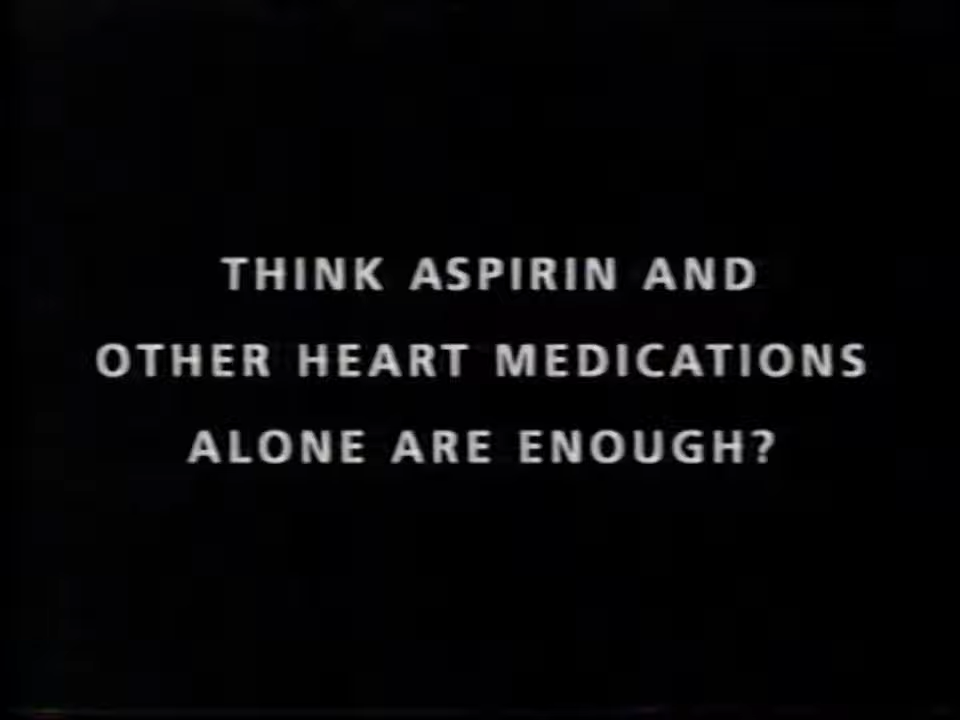 THINK ASPIRIN AND
OTHER HEART MEDICATIONS
ALONE ARE ENOUGH?